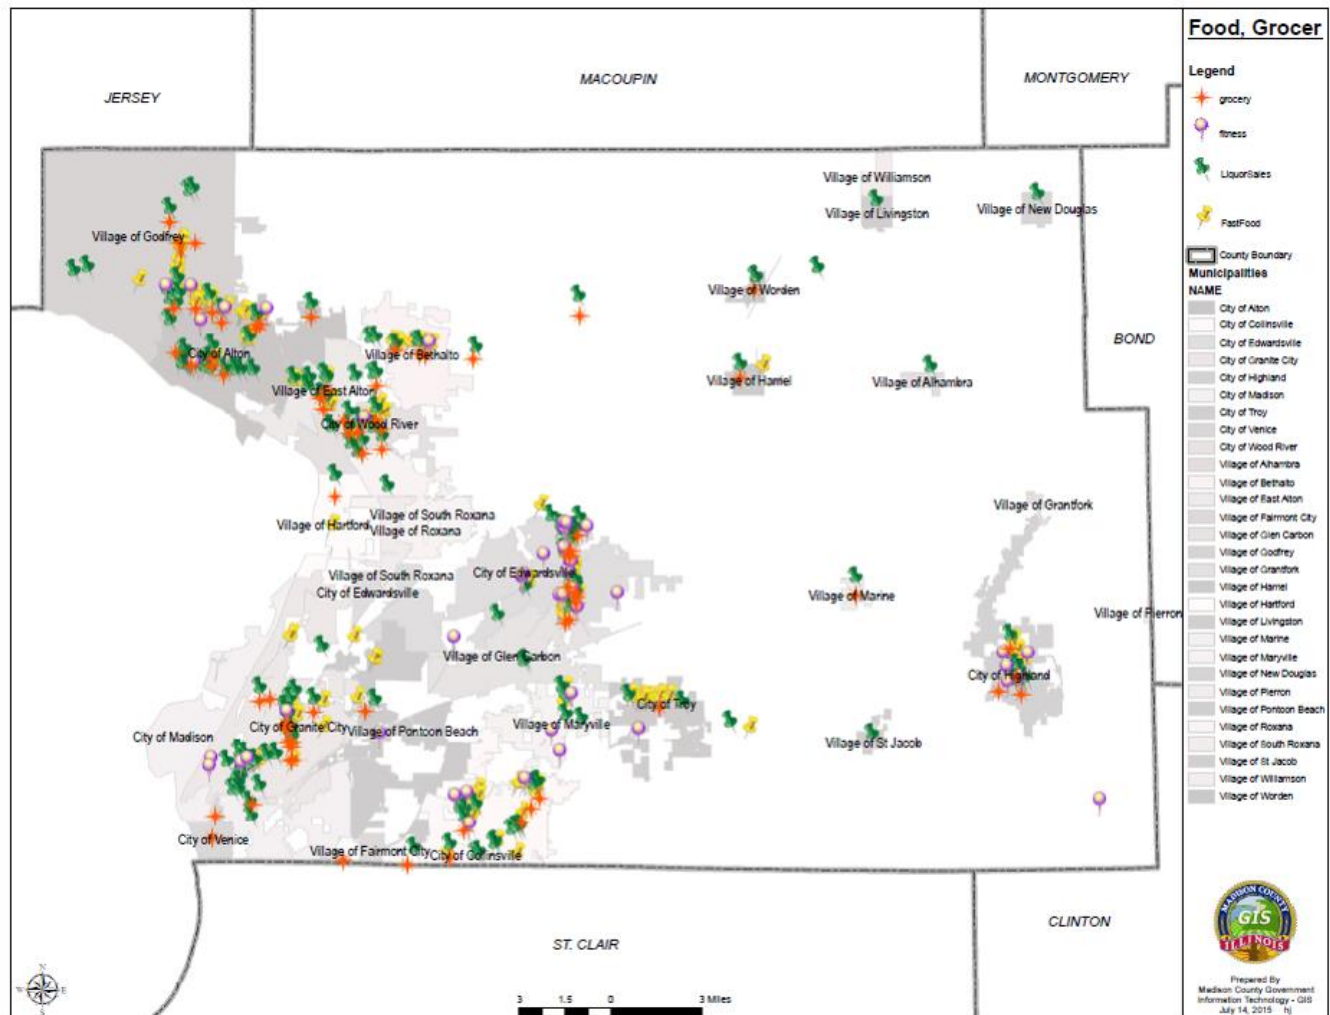 Food, Grocer
JERSEY
MACOUPIN
MONTGOMERY
BOND
ST. CLAIR
CLINTON
Village of Williamson
Village of Livingston
Village of New Douglas
Village of Godfrey
Village of Worden
City of Alton
Village of Bethalto
Village of Hamel
Village of Alhambra
Village of East Alton
City of Wood River
Village of Grantfork
Village of South Roxana
Village of Hartford
Village of Roxana
Village of South Roxana
City of Edwardsville
City of Edwardsville
Village of Marine
Village of Pierron
Village of Glen Carbon
City of Highland
City of Troy
City of Granite City
Village of Pontoon Beach
Village of Maryville
City of Madison
Village of St Jacob
City of Venice
Village of Fairmont City
City of Collinsville
N
W
E
S
3 1.5 0 3 Miles
Legend
grocery
fitness
LiquorSales
FastFood
County Boundary
Municipalities
NAME
City of Alton
City of Collinsville
City of Edwardsville
City of Granite City
City of Highland
City of Madison
City of Troy
City of Venice
City of Wood River
Village of Alhambra
Village of Bethalto
Village of East Alton
Village of Fairmont City
Village of Glen Carbon
Village of Godfrey
Village of Grantfork
Village of Hamel
Village of Hartford
Village of Livingston
Village of Marine
Village of Maryville
Village of New Douglas
Village of Pierron
Village of Pontoon Beach
Village of Roxana
Village of South Roxana
Village of St Jacob
Village of Williamson
Village of Worden
MADISON COUNTY
GIS
ILLINOIS
Prepared By
Madison County Government
Information Technology - GIS
July 14, 2015 hj